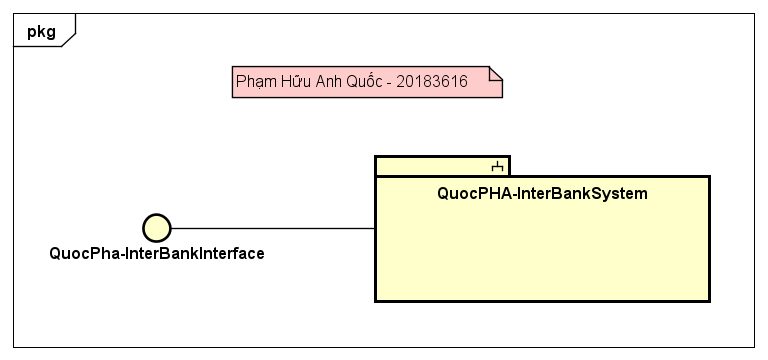 pkg
Phạm Hữu Anh Quốc - 20183616
QuocPHA-InterBankSystem
QuocPha-InterBankInterface